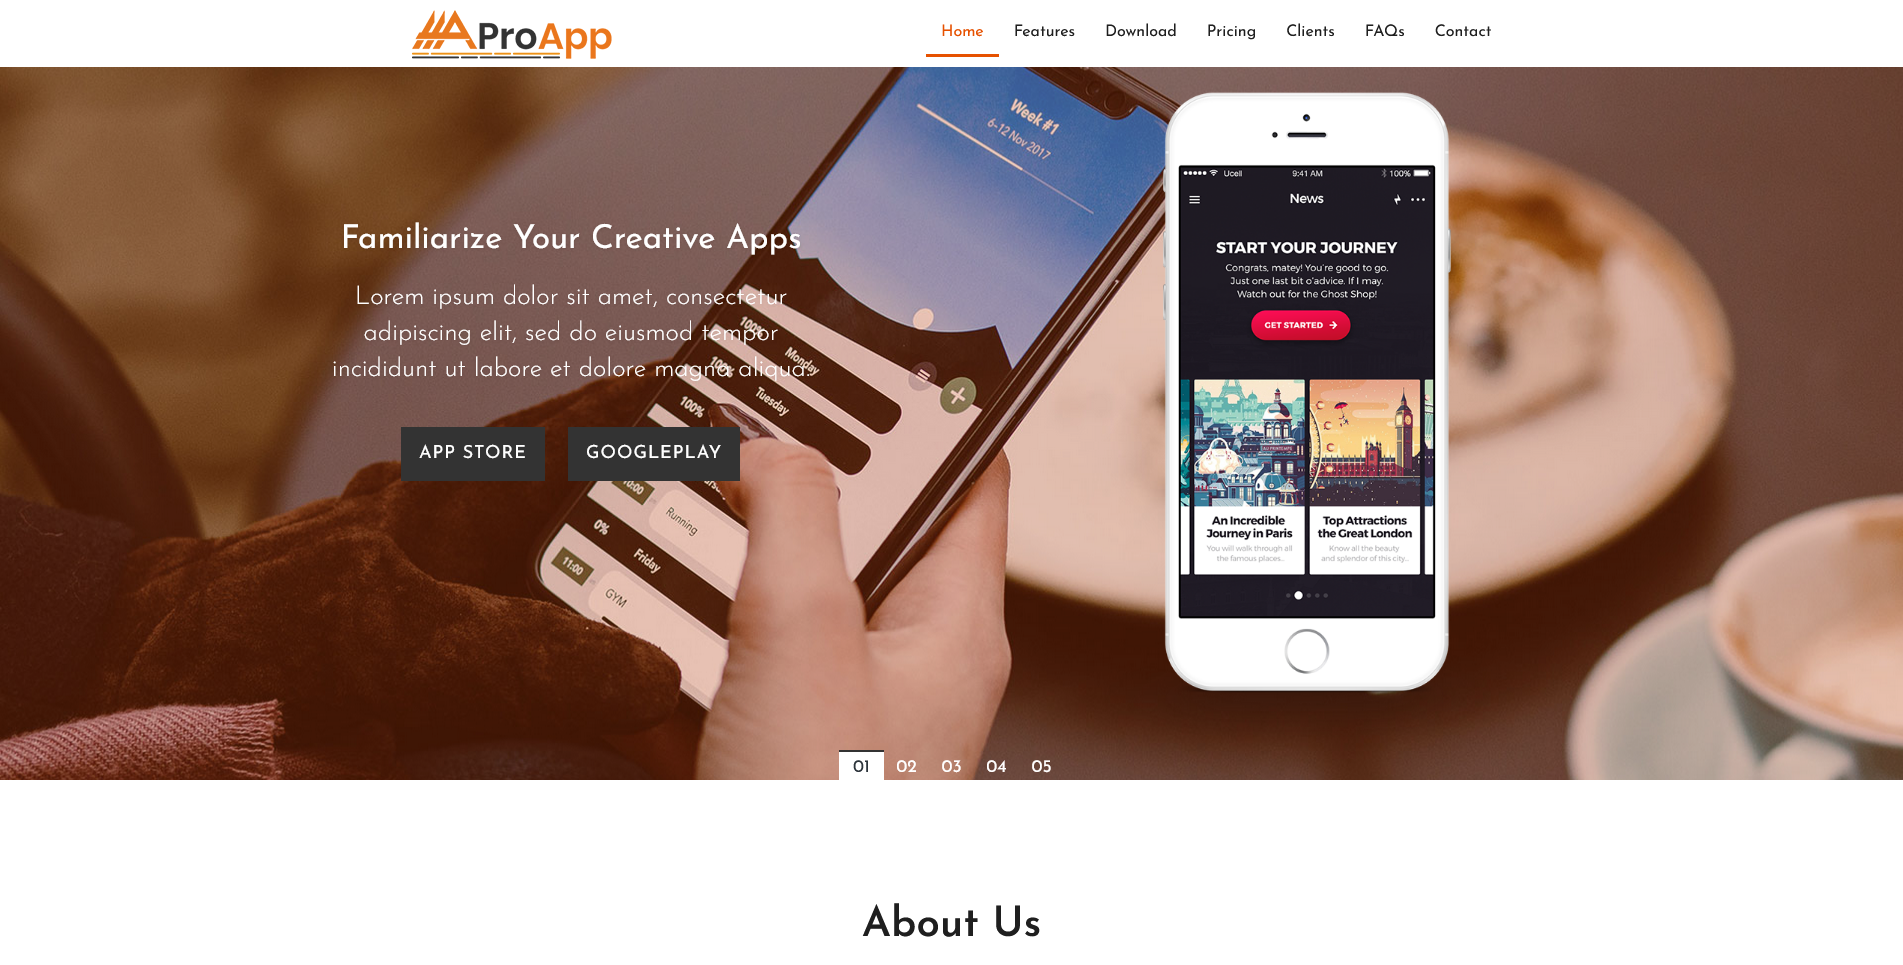 ProApp
Home Features Download Pricing Clients FAQs Contact
Week #1
6-12 Nov 2017
Familiarize Your Creative Apps
Lorem ipsum dolor sit amet, consectetur
adipiscing elit, sed do eiusmod tempor
incididunt ut labore et dolore magna aliqua.
APP STORE GOOGLEPLAY
100%
Monday
100%
Tuesday
100%
10:00
Running
0%
Friday
11:00
GYM
Ucell 9:41 AM 100%
News
START YOUR JOURNEY
Congrats, matey! You're good to go.
Just one last bit o'advice. If I may.
Watch out for the Ghost Shop!
GET STARTED
An Incredible
Journey in Paris
You will walk through all
the famous places...
Top Attractions
the Great London
Know all the beauty
and splendor of this city...
01 02 03 04 05
About Us